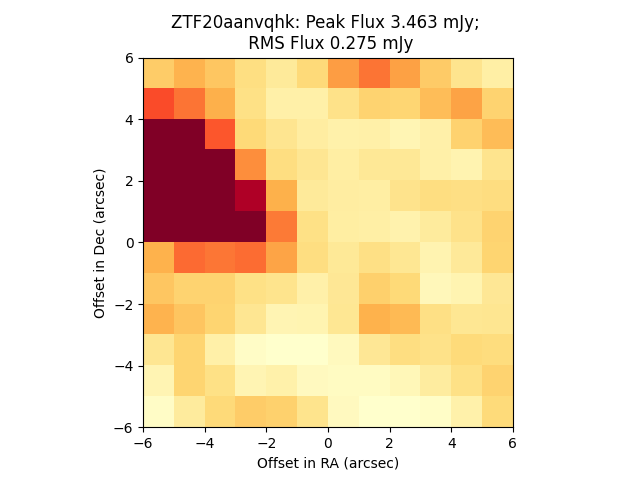 ZTF20aanvqhk: Peak Flux 3.463 mJy;
RMS Flux 0.275 mJy
6
4
2
0
−2
−4
−6
Offset in Dec (arcsec)
−6 −4 −2 0 2 4 6
Offset in RA (arcsec)